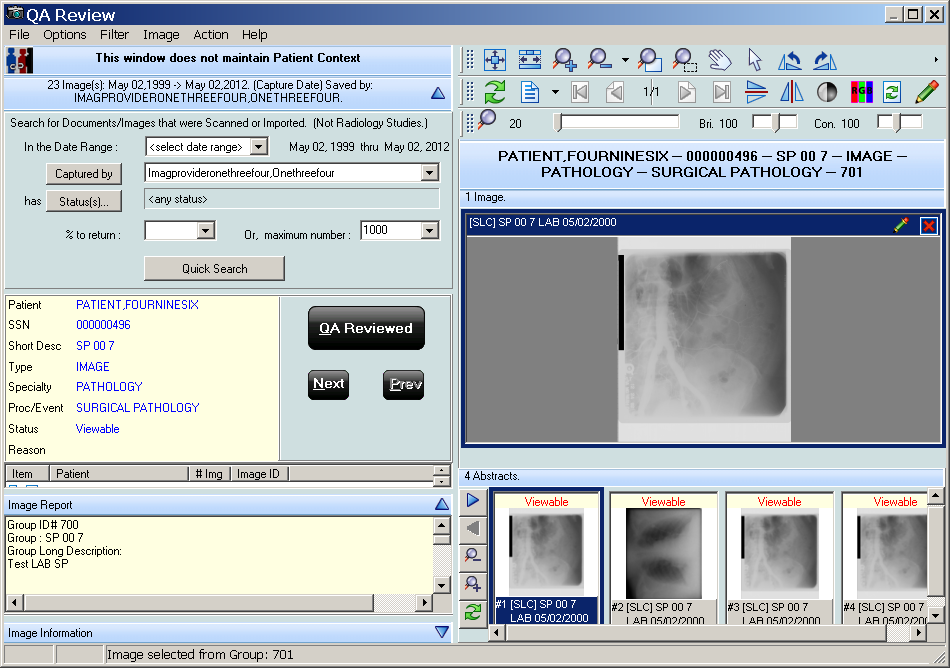 QA Review
File Options Filter Image Action Help
This window does not maintain Patient Context
23 Image(s): May 02,1999 -> May 02,2012. (Capture Date) Saved by:
IMAGPROVIDERONETHREEFOUR,ONETHREEFOUR.
Search for Documents/Images that were Scanned or Imported. (Not Radiology Studies.)
In the Date Range : <select date range> May 02, 1999 thru May 02, 2012
Captured by Imagprovideronethreefour,Onethreefour
has Status(s)... <any status>
% to return : Or, maximum number : 1000
Quick Search
Patient PATIENT,FOURNINESIX
SSN 000000496
Short Desc SP 00 7
Type IMAGE
Specialty PATHOLOGY
Proc/Event SURGICAL PATHOLOGY
Status Viewable
Reason
QA Reviewed
Next Prev
Item Patient # Img Image ID
Image Report
Group ID# 700
Group : SP 00 7
Group Long Description:
Test LAB SP
Image Information
Image selected from Group: 701
1/1
RGB
20 Bri. 100 Con. 100
PATIENT,FOURNINESIX -- 000000496 -- SP 00 7 -- IMAGE --
PATHOLOGY -- SURGICAL PATHOLOGY -- 701
1 Image.
[SLC] SP 00 7 LAB 05/02/2000
4 Abstracts.
Viewable Viewable Viewable Viewable
#1 [SLC] SP 00 7 #2 [SLC] SP 00 7 #3 [SLC] SP 00 7 #4 [SLC] SP 00 7
LAB 05/02/2000 LAB 05/02/2000 LAB 05/02/2000 LAB 05/02/2000